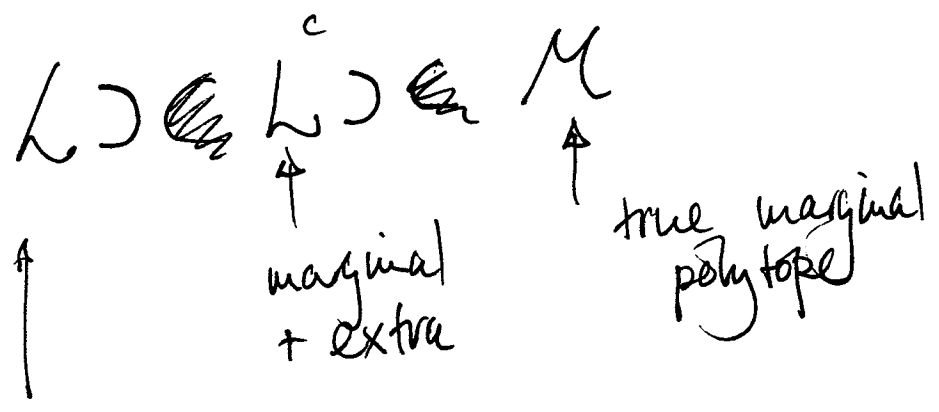 c
L ⊃ L ⊃ M
true marginal
polytope
marginal
+ extra